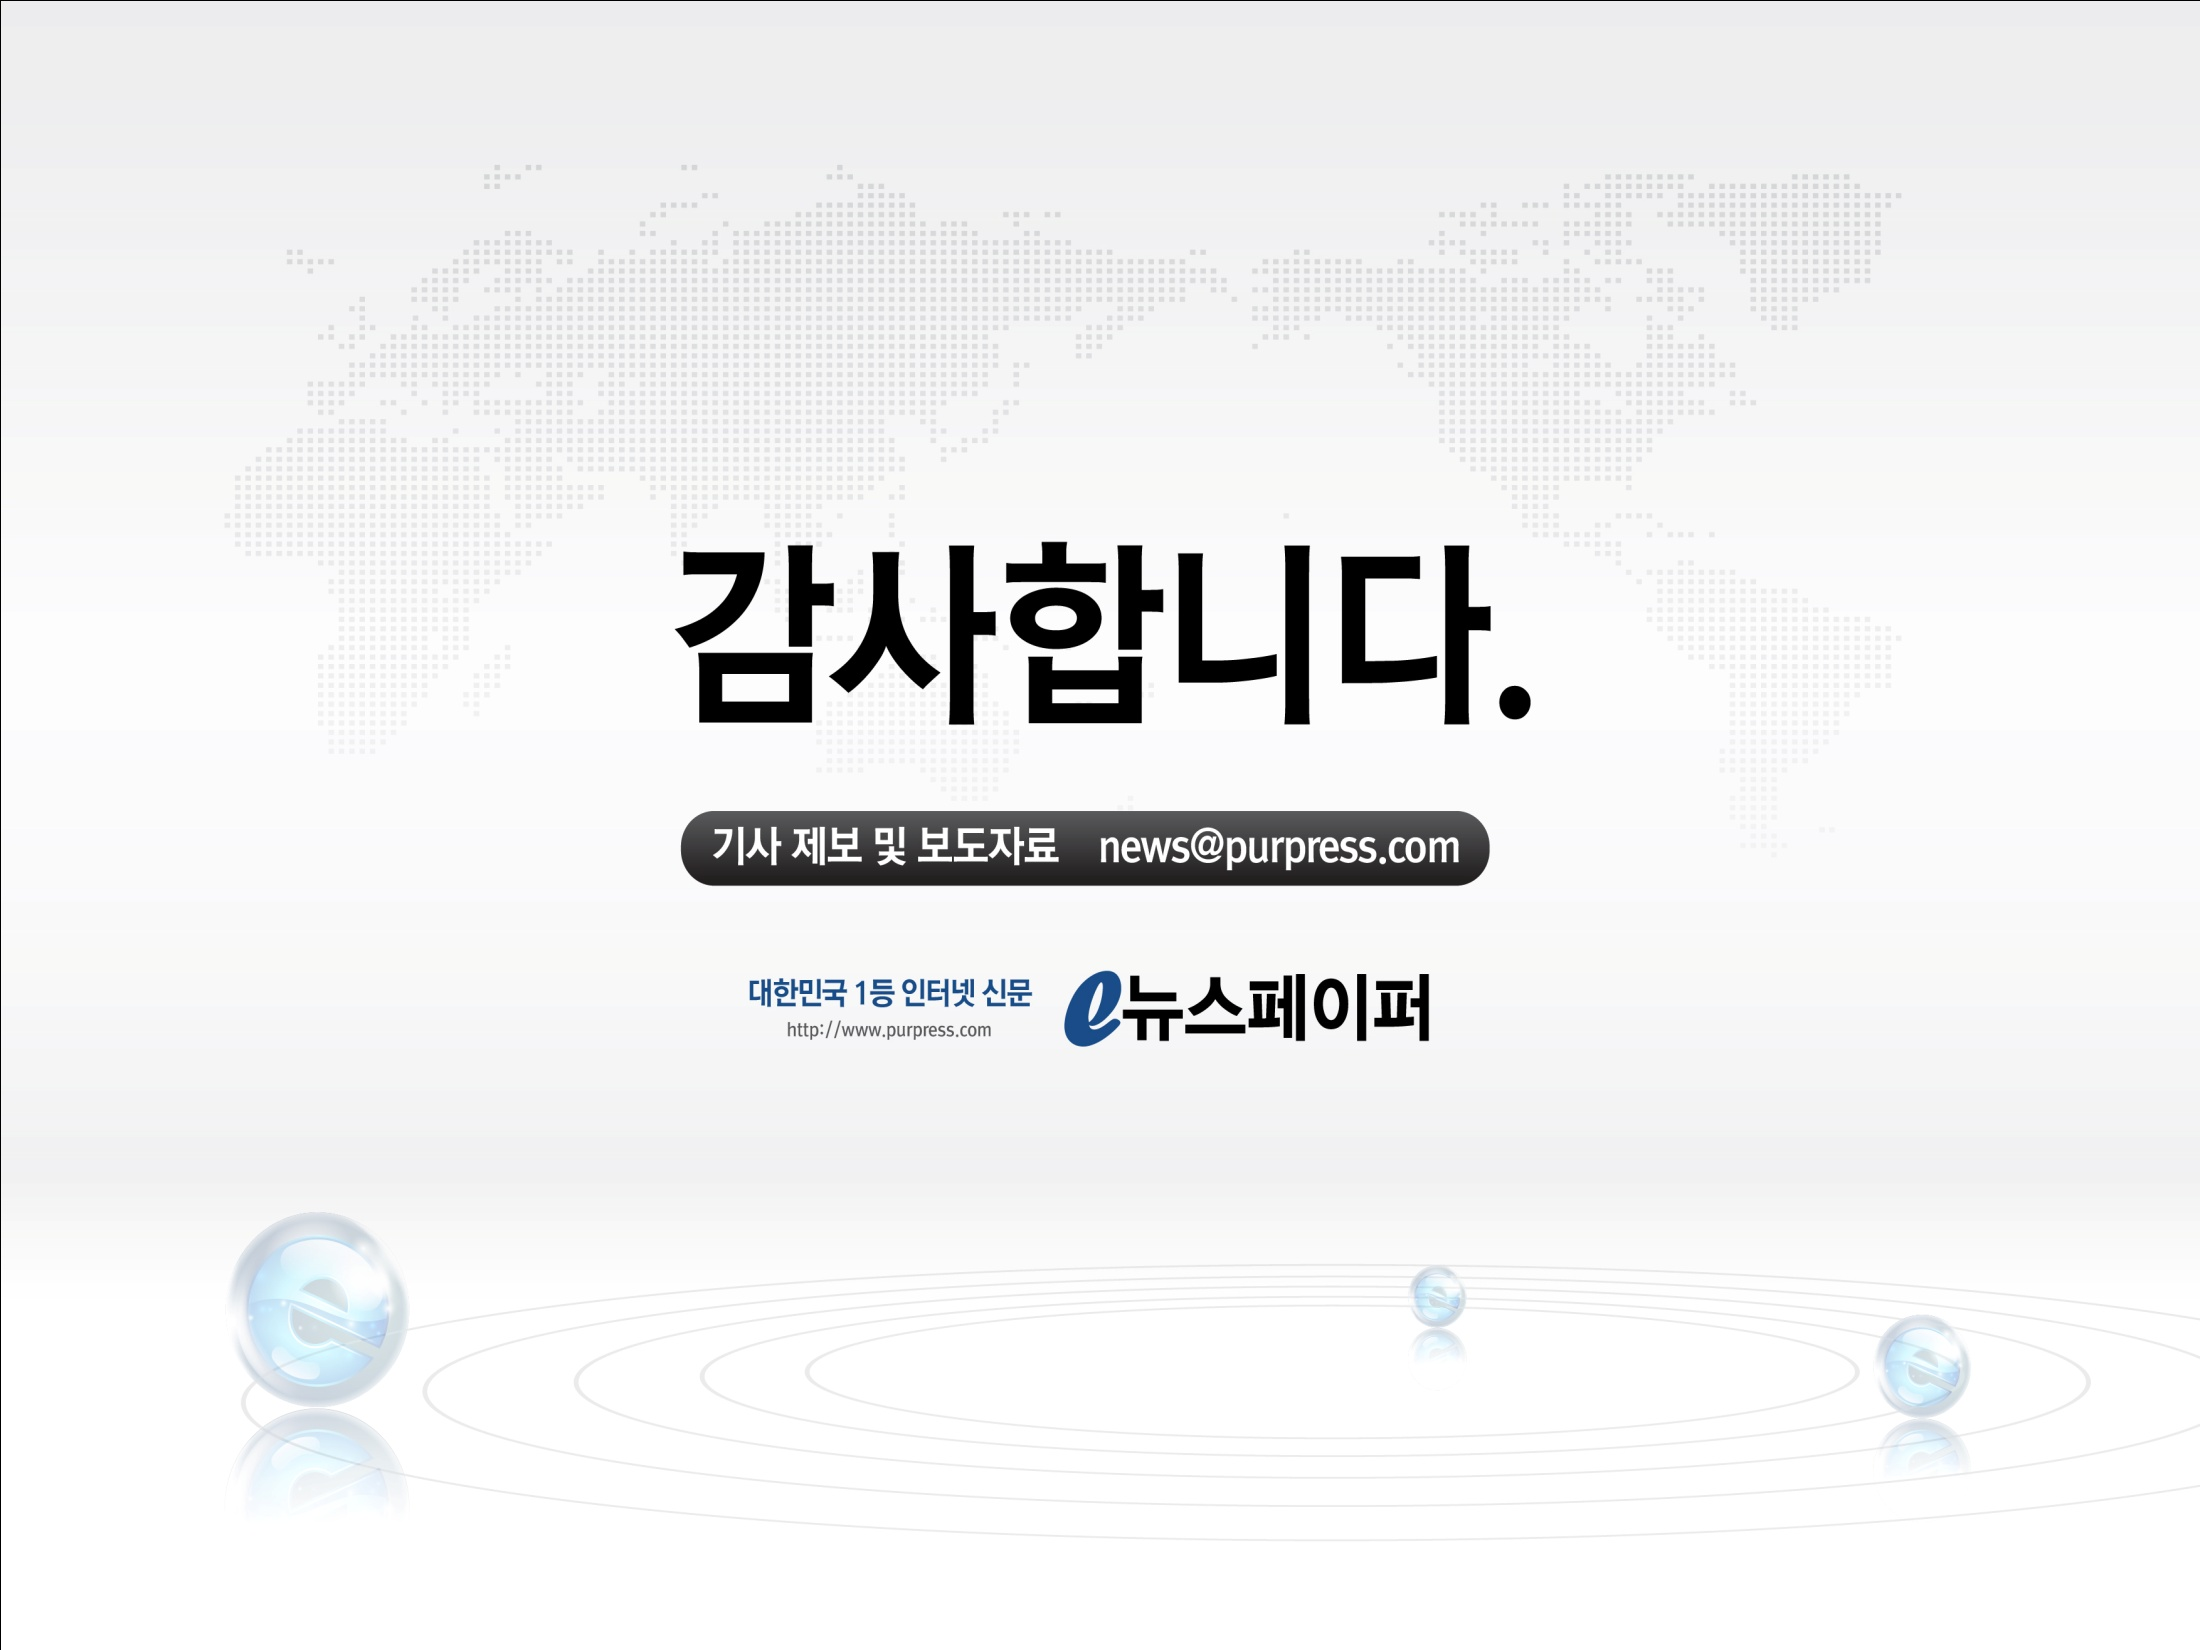 감사합니다.
기사 제보 및 보도자료 news@purpress.com
대한민국 1등 인터넷 신문
http://www.purpress.com
e뉴스페이퍼
e
e
e